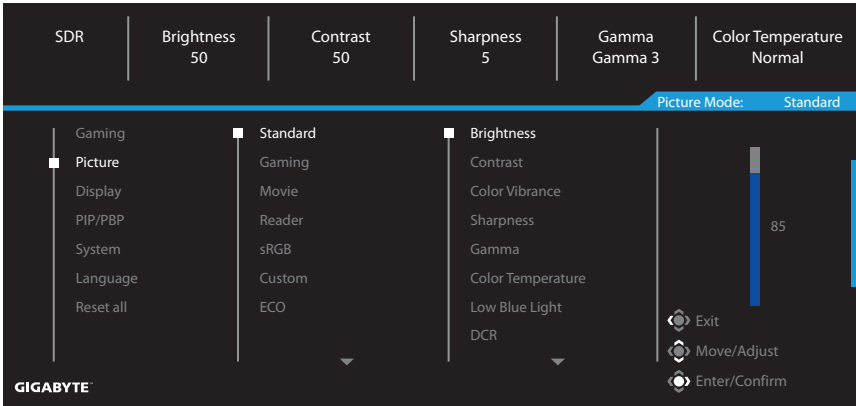 SDR
Brightness
50
Contrast
50
Sharpness
5
Gamma
Gamma 3
Color Temperature
Normal
Picture Mode: Standard
Gaming
Picture
Display
PIP/PBP
System
Language
Reset all
Standard
Gaming
Movie
Reader
sRGB
Custom
ECO
Brightness
Contrast
Color Vibrance
Sharpness
Gamma
Color Temperature
Low Blue Light
DCR
85
Exit
Move/Adjust
Enter/Confirm
GIGABYTE™